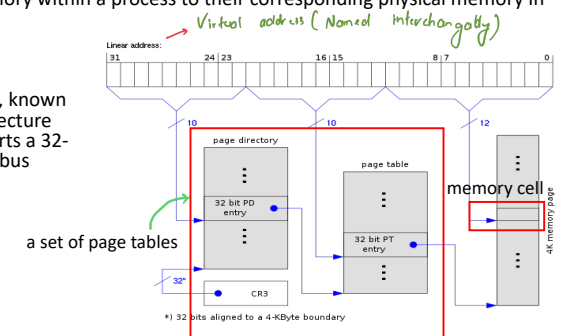 mory within a process to their corresponding physical memory in
Virtual address (Named interchangably)
Linear address:
31 24 23 16 15 8 7 0
, known
ecture
rts a 32-
bus
10 10 12
page directory
page table
memory cell
32 bit PD
entry
a set of page tables
32 bit PT
entry
4K memory page
32*
CR3
*) 32 bits aligned to a 4-KByte boundary